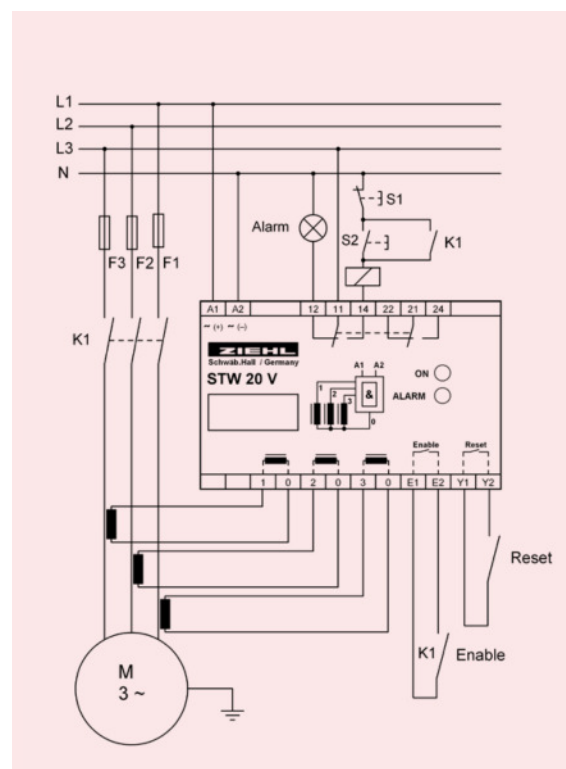 L1
L2
L3
N
S1
Alarm
S2
K1
F3 F2 F1
K1
A1 A2 12 11 14 22 21 24
~ (+) ~ (–)
ZIEHL
Schwäb.Hall / Germany
STW 20 V
A1 A2
1
2
3
&
0
ON
ALARM
Enable Reset
1 0 2 0 3 0 E1 E2 Y1 Y2
Reset
K1 Enable
M
3 ~